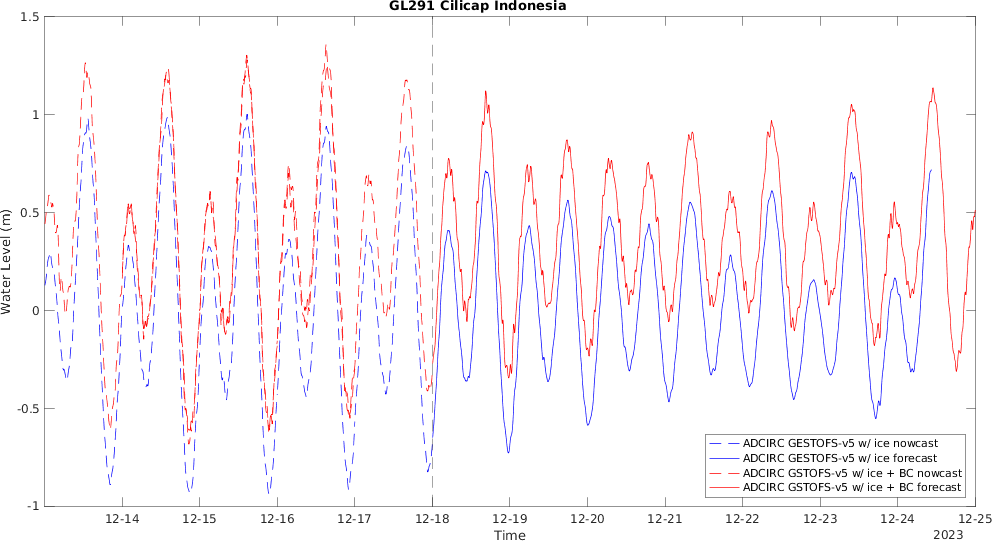 GL291 Cilicap Indonesia
Water Level (m)
1.5
1
0.5
0
-0.5
-1
12-14 12-15 12-16 12-17 12-18 12-19 12-20 12-21 12-22 12-23 12-24 12-25
Time
2023
ADCIRC GESTOFS-v5 w/ ice nowcast
ADCIRC GESTOFS-v5 w/ ice forecast
ADCIRC GSTOFS-v5 w/ ice + BC nowcast
ADCIRC GSTOFS-v5 w/ ice + BC forecast